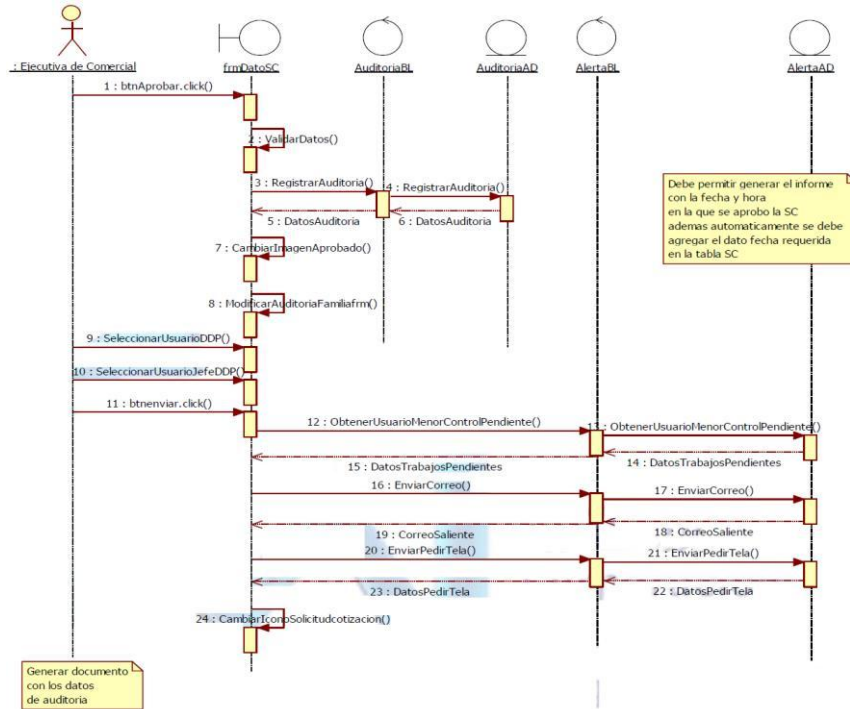 : Ejecutiva de Comercial
frmDatoSC
AuditoriaBL
AuditoriaAD
AlertaBL
AlertaAD
1 : btnAprobar.click()
2 : ValidarDatos()
3 : RegistrarAuditoria()
4 : RegistrarAuditoria()
5 : DatosAuditoria
6 : DatosAuditoria
Debe permitir generar el informe
con la fecha y hora
en la que se aprobo la SC
ademas automaticamente se debe
agregar el dato fecha requerida
en la tabla SC
7 : CambiarImagenAprobado()
8 : ModificarAuditoriaFamiliafrm()
9 : SeleccionarUsuarioDDP()
10 : SeleccionarUsuarioJefeDDP()
11 : btnenviar.click()
12 : ObtenerUsuarioMenorControlPendiente()
13 : ObtenerUsuarioMenorControlPendiente()
14 : DatosTrabajosPendientes
15 : DatosTrabajosPendientes
16 : EnviarCorreo()
17 : EnviarCorreo()
18 : CorreoSaliente
19 : CorreoSaliente
20 : EnviarPedirTela()
21 : EnviarPedirTela()
22 : DatosPedirTela
23 : DatosPedirTela
24 : CambiarIconoSolicitudcotizacion()
Generar documento
con los datos
de auditoria